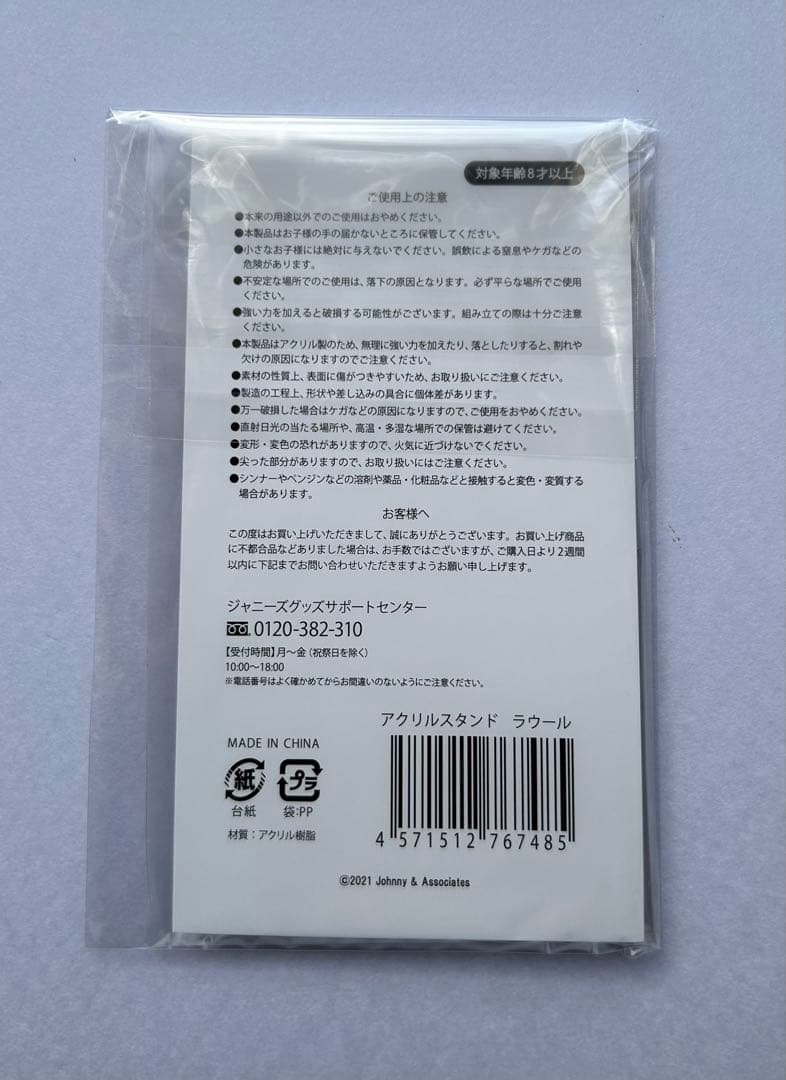 対象年齢8才以上
ご使用上の注意
●本来の用途以外でのご使用はおやめください。
●本製品はお子様の手の届かないところに保管してください。
●小さなお子様には絶対に与えないでください。誤飲による窒息やケガなどの
危険があります。
●不安定な場所でのご使用は、落下の原因となります。必ず平らな場所でご使用
ください。
●強い力を加えると破損する可能性がございます。組み立ての際は十分ご注意
ください。
●本製品はアクリル製のため、無理に強い力を加えたり、落としたりすると、割れや
欠けの原因になりますのでご注意ください。
●素材の性質上、表面に傷がつきやすいため、お取り扱いにご注意ください。
●製造の工程上、形状や差し込みの具合に個体差があります。
●万一破損した場合はケガなどの原因になりますので、ご使用をおやめください。
●直射日光の当たる場所や、高温・多湿な場所での保管は避けてください。
●変形・変色の恐れがありますので、火気に近づけないでください。
●尖った部分がありますので、お取り扱いにはご注意ください。
●シンナーやベンジンなどの溶剤や薬品・化粧品などと接触すると変色・変質する
場合があります。
お客様へ
この度はお買い上げいただきまして、誠にありがとうございます。お買い上げ商品
に不都合品などありました場合は、お手数ではございますが、ご購入日より2週間
以内に下記までお問い合わせいただきますようお願い申し上げます。
ジャニーズグッズサポートセンター
0120-382-310
【受付時間】月〜金（祝祭日を除く）
10:00〜18:00
※電話番号はよく確かめてからお間違いのないようにご注意ください。
アクリルスタンド ラウール
MADE IN CHINA
紙 プラ
台紙 袋:PP
材質：アクリル樹脂
4 571512 767485
©2021 Johnny & Associates